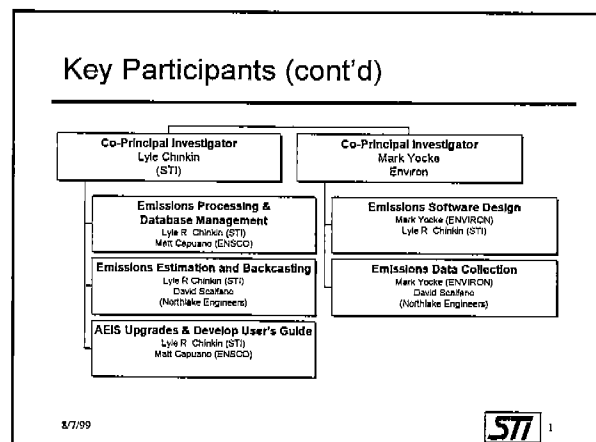 Key Participants (cont'd)
Co-Principal Investigator
Lyle Chinkin
(STI)
Co-Principal Investigator
Mark Yocke
Environ
Emissions Processing &
Database Management
Lyle R Chinkin (STI)
Matt Capuano (ENSCO)
Emissions Estimation and Backcasting
Lyle R Chinkin (STI)
David Scalfano
(Northlake Engineers)
AEIS Upgrades & Develop User's Guide
Lyle R Chinkin (STI)
Matt Capuano (ENSCO)
Emissions Software Design
Mark Yocke (ENVIRON)
Lyle R Chinkin (STI)
Emissions Data Collection
Mark Yocke (ENVIRON)
David Scalfano
(Northlake Engineers)
8/7/99
STI
1